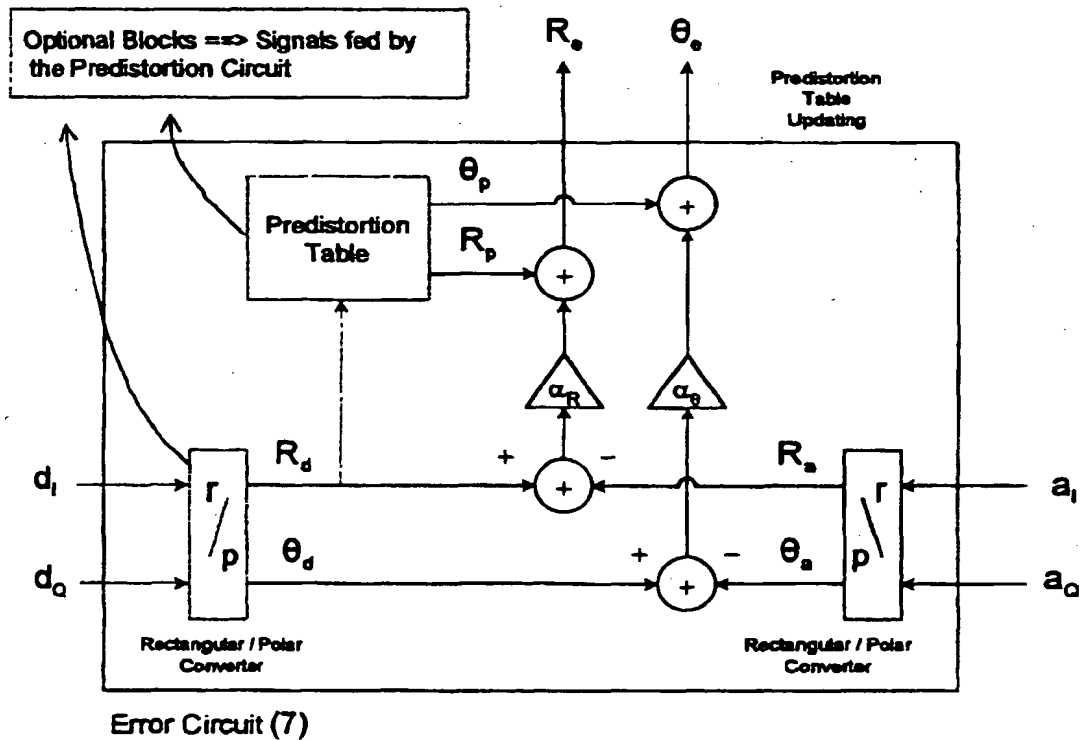 Optional Blocks ==> Signals fed by
the Predistortion Circuit
Rₑ
θₑ
Predistortion
Table
Updating
θₚ
Predistortion
Table
Rₚ
+
+
α_R
α_θ
R_d
+
−
Rₐ
d_I
r
/
p
+
r
\
p
a_I
θ_d
+
−
θₐ
d_Q
+
a_Q
Rectangular / Polar
Converter
Rectangular / Polar
Converter
Error Circuit (7)